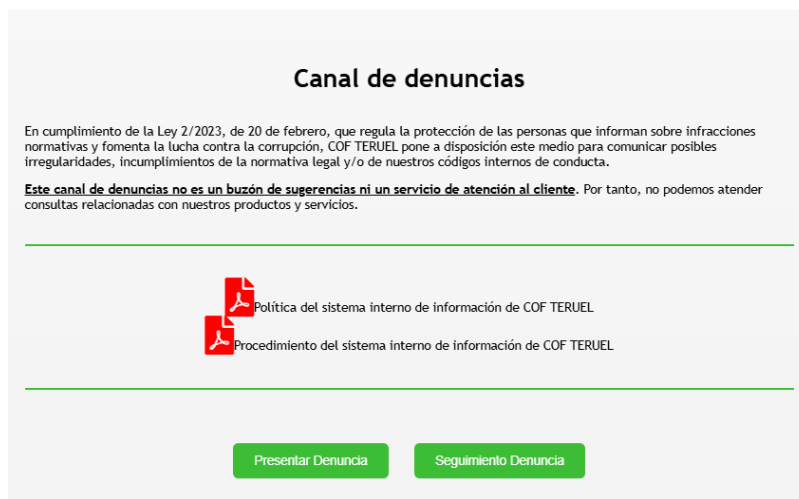 Canal de denuncias
En cumplimiento de la Ley 2/2023, de 20 de febrero, que regula la protección de las personas que informan sobre infracciones
normativas y fomenta la lucha contra la corrupción, COF TERUEL pone a disposición este medio para comunicar posibles
irregularidades, incumplimientos de la normativa legal y/o de nuestros códigos internos de conducta.
Este canal de denuncias no es un buzón de sugerencias ni un servicio de atención al cliente. Por tanto, no podemos atender
consultas relacionadas con nuestros productos y servicios.
Política del sistema interno de información de COF TERUEL
Procedimiento del sistema interno de información de COF TERUEL
Presentar Denuncia
Seguimiento Denuncia